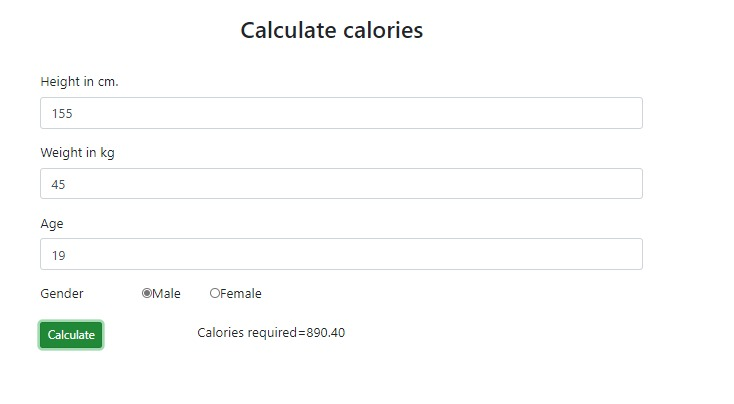 Calculate calories
Height in cm.
155
Weight in kg
45
Age
19
Gender Male Female
Calculate Calories required=890.40